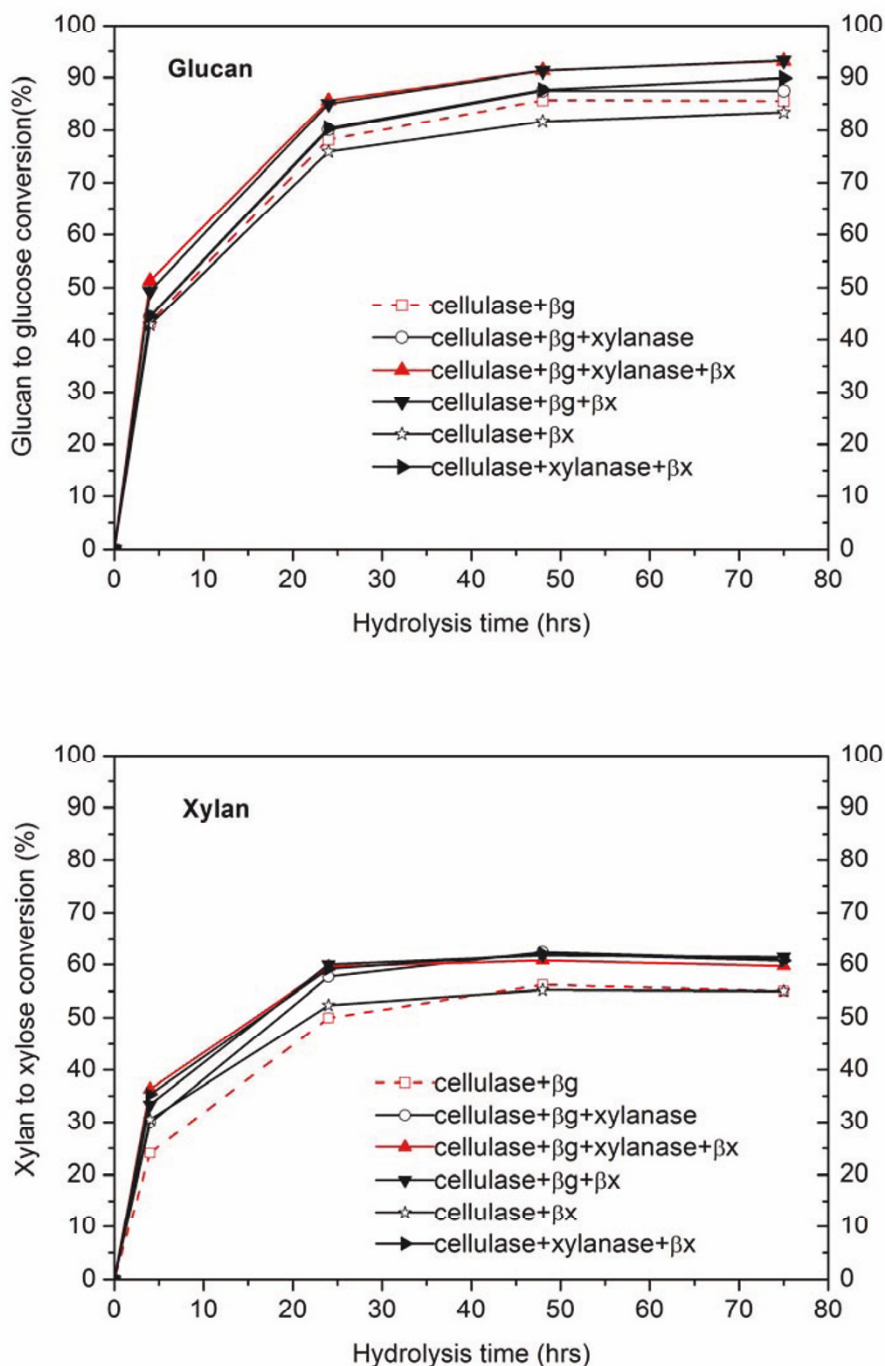 Glucan
Glucan to glucose conversion(%)
100 100
90 90
80 80
70 70
60 60
50 50
40 40
30 30
20 20
10 10
0 0
cellulase+βg
cellulase+βg+xylanase
cellulase+βg+xylanase+βx
cellulase+βg+βx
cellulase+βx
cellulase+xylanase+βx
0 10 20 30 40 50 60 70 80
Hydrolysis time (hrs)
Xylan
Xylan to xylose conversion (%)
100 100
90 90
80 80
70 70
60 60
50 50
40 40
30 30
20 20
10 10
0 0
cellulase+βg
cellulase+βg+xylanase
cellulase+βg+xylanase+βx
cellulase+βg+βx
cellulase+βx
cellulase+xylanase+βx
0 10 20 30 40 50 60 70 80
Hydrolysis time (hrs)